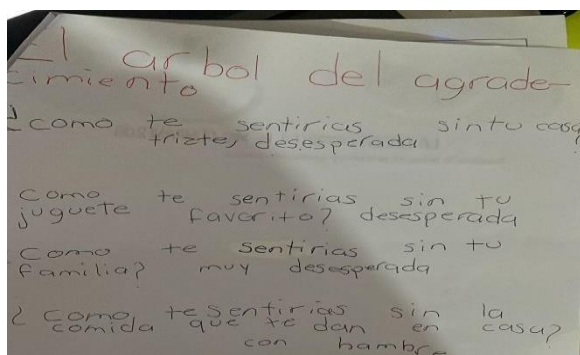 El arbol del agrade-
cimiento
¿como te sentirias sin tu casa?
trizte, desesperada
como te sentirias sin tu
juguete favorito? desesperada
como te sentirias sin tu
familia? muy desesperada
¿como te sentirias sin la
comida que te dan en casa?
con hambre